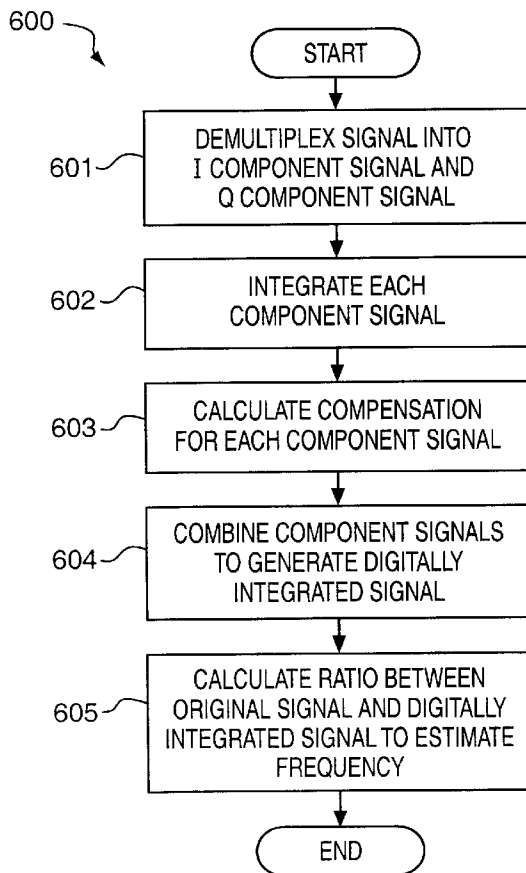 600
START
601
DEMULTIPLEX SIGNAL INTO
I COMPONENT SIGNAL AND
Q COMPONENT SIGNAL
602
INTEGRATE EACH
COMPONENT SIGNAL
603
CALCULATE COMPENSATION
FOR EACH COMPONENT SIGNAL
604
COMBINE COMPONENT SIGNALS
TO GENERATE DIGITALLY
INTEGRATED SIGNAL
605
CALCULATE RATIO BETWEEN
ORIGINAL SIGNAL AND DIGITALLY
INTEGRATED SIGNAL TO ESTIMATE
FREQUENCY
END